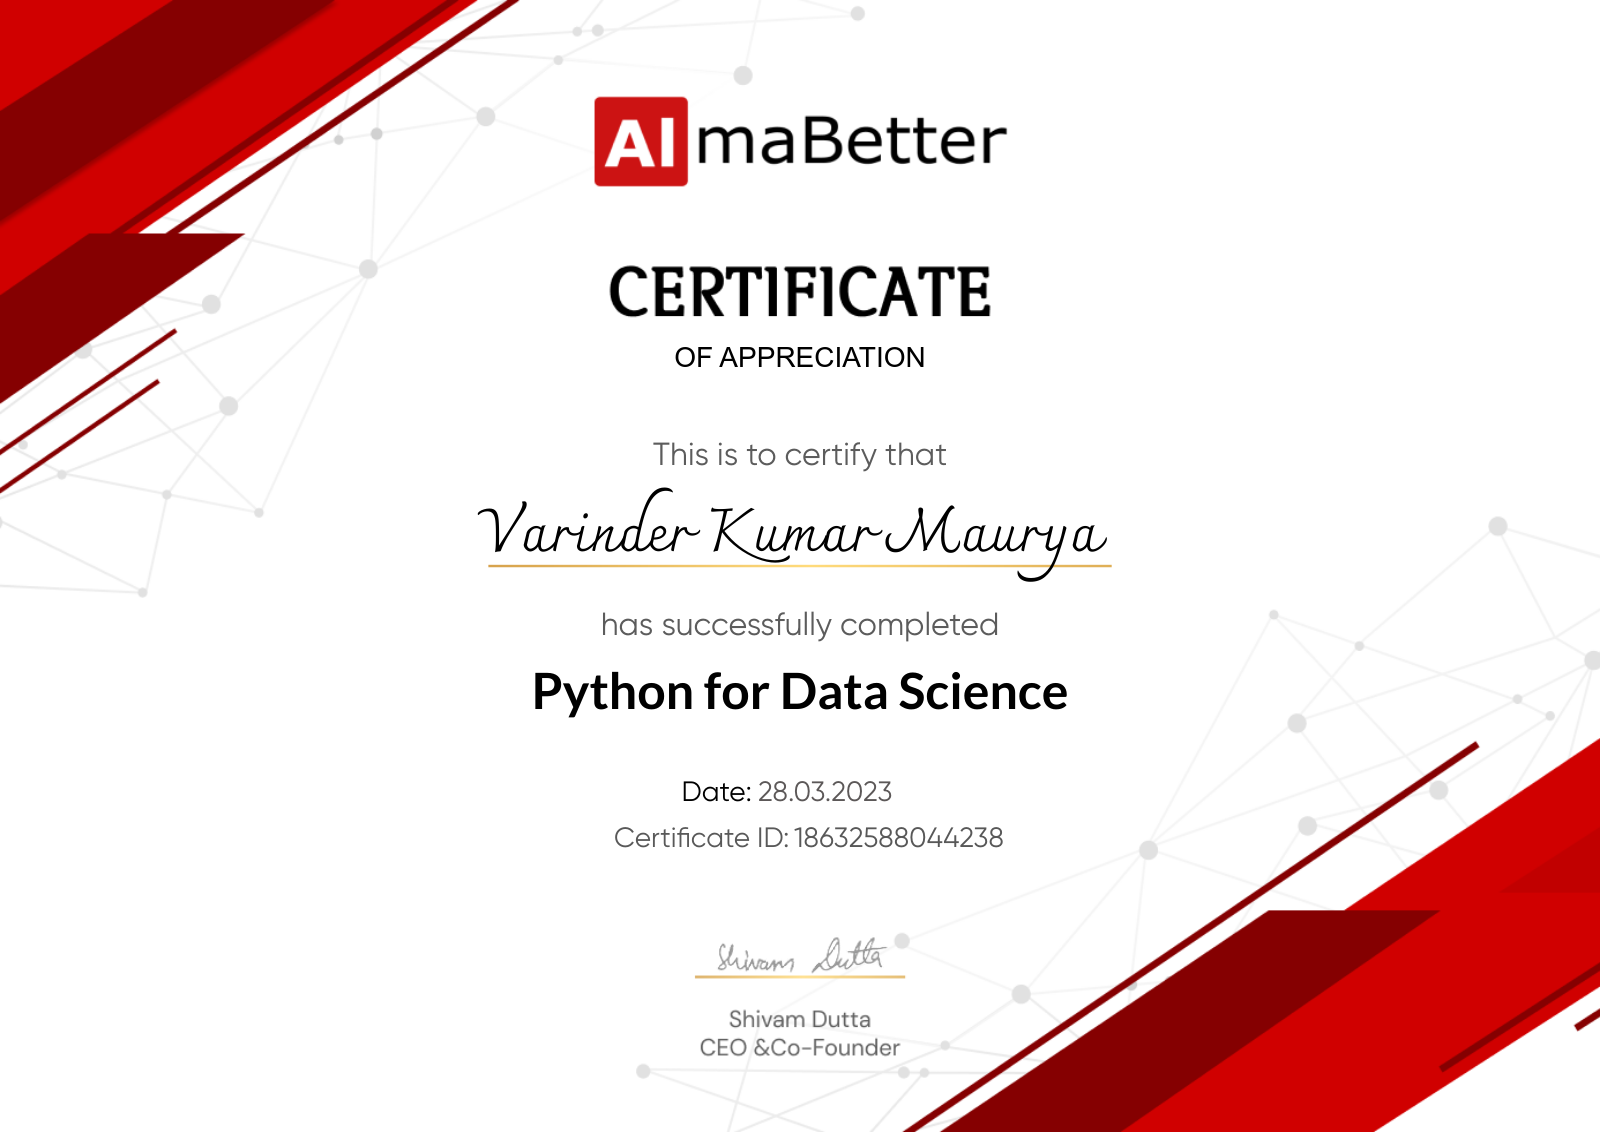 AlmaBetter
CERTIFICATE
OF APPRECIATION
This is to certify that
Varinder Kumar Maurya
has successfully completed
Python for Data Science
Date: 28.03.2023
Certificate ID: 18632588044238
Shivam Dutta
Shivam Dutta
CEO &Co-Founder